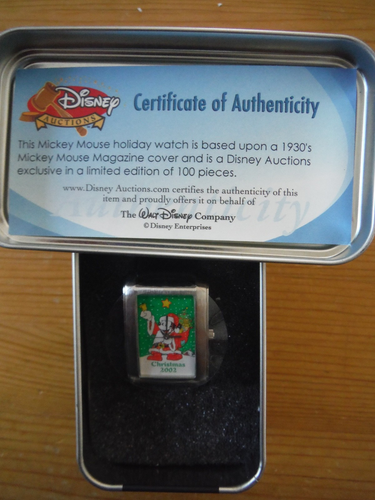 Disney
AUCTIONS
Certificate of Authenticity
This Mickey Mouse holiday watch is based upon a 1930's
Mickey Mouse Magazine cover and is a Disney Auctions
exclusive in a limited edition of 100 pieces.
www.Disney Auctions.com certifies the authenticity of this
item and proudly offers it on behalf of
The WALT DISNEY Company
© Disney Enterprises
Christmas
2002